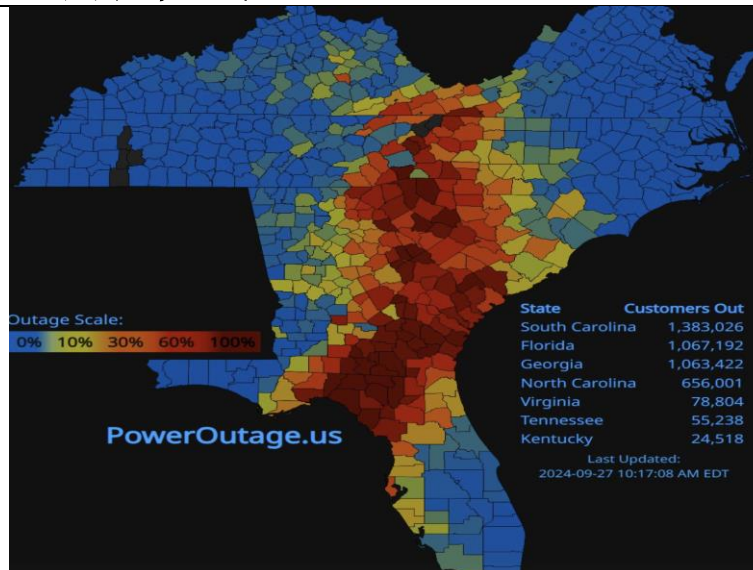 State Customers Out
South Carolina 1,383,026
Florida 1,067,192
Georgia 1,063,422
North Carolina 656,001
Virginia 78,804
Tennessee 55,238
Kentucky 24,518
Last Updated:
2024-09-27 10:17:08 AM EDT
Outage Scale:
0% 10% 30% 60% 100%
PowerOutage.us